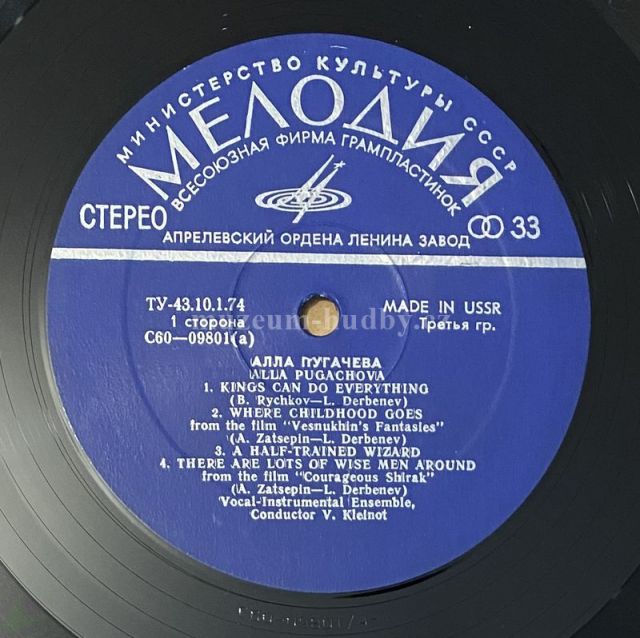 МИНИСТЕРСТВО КУЛЬТУРЫ СССР
МЕЛОДИЯ
ВСЕСОЮЗНАЯ ФИРМА ГРАМПЛАСТИНОК
СТЕРЕО
33
АПРЕЛЕВСКИЙ ОРДЕНА ЛЕНИНА ЗАВОД
ТУ-43.10.1.74
MADE IN USSR
1 сторона
Третья гр.
muzeum-hudby.cz
С60—09801(а)
АЛЛА ПУГАЧЕВА
ALLA PUGACHOVA
1. KINGS CAN DO EVERYTHING
(B. Rychkov—L. Derbenev)
2. WHERE CHILDHOOD GOES
from the film "Vesnukhin's Fantasies"
(A. Zatsepin—L. Derbenev)
3. A HALF-TRAINED WIZARD
4. THERE ARE LOTS OF WISE MEN AROUND
from the film "Courageous Shirak"
(A. Zatsepin—L. Derbenev)
Vocal-Instrumental Ensemble,
Conductor V. Kleinot